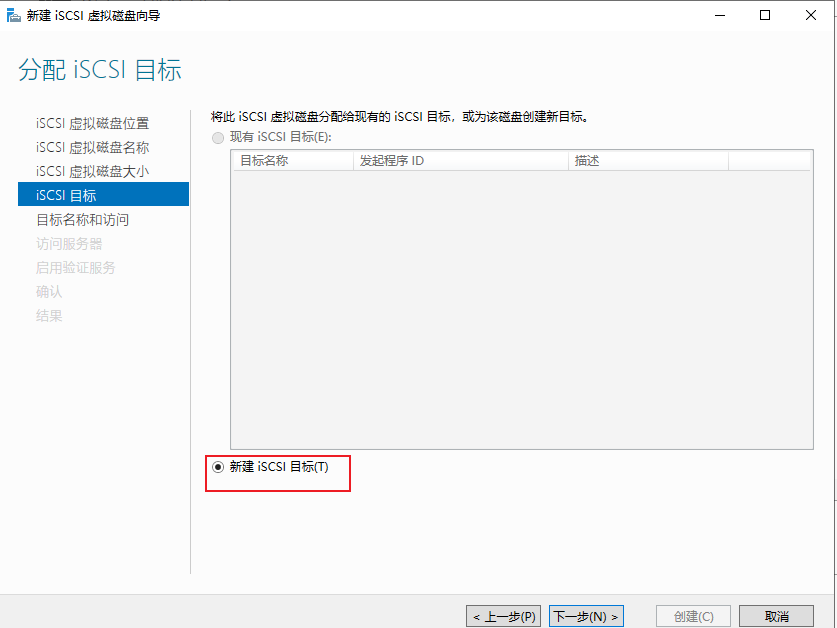 新建 iSCSI 虚拟磁盘向导
分配 iSCSI 目标
iSCSI 虚拟磁盘位置
iSCSI 虚拟磁盘名称
iSCSI 虚拟磁盘大小
iSCSI 目标
目标名称和访问
访问服务器
启用验证服务
确认
结果
将此 iSCSI 虚拟磁盘分配给现有的 iSCSI 目标，或为该磁盘创建新目标。
现有 iSCSI 目标(E):
目标名称 发起程序 ID 描述
新建 iSCSI 目标(T)
< 上一步(P) 下一步(N) > 创建(C) 取消